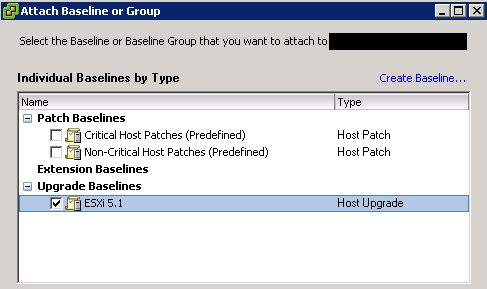 Attach Baseline or Group
Select the Baseline or Baseline Group that you want to attach to
Individual Baselines by Type
Create Baseline...
Name Type
Patch Baselines
Critical Host Patches (Predefined) Host Patch
Non-Critical Host Patches (Predefined) Host Patch
Extension Baselines
Upgrade Baselines
ESXi 5.1 Host Upgrade